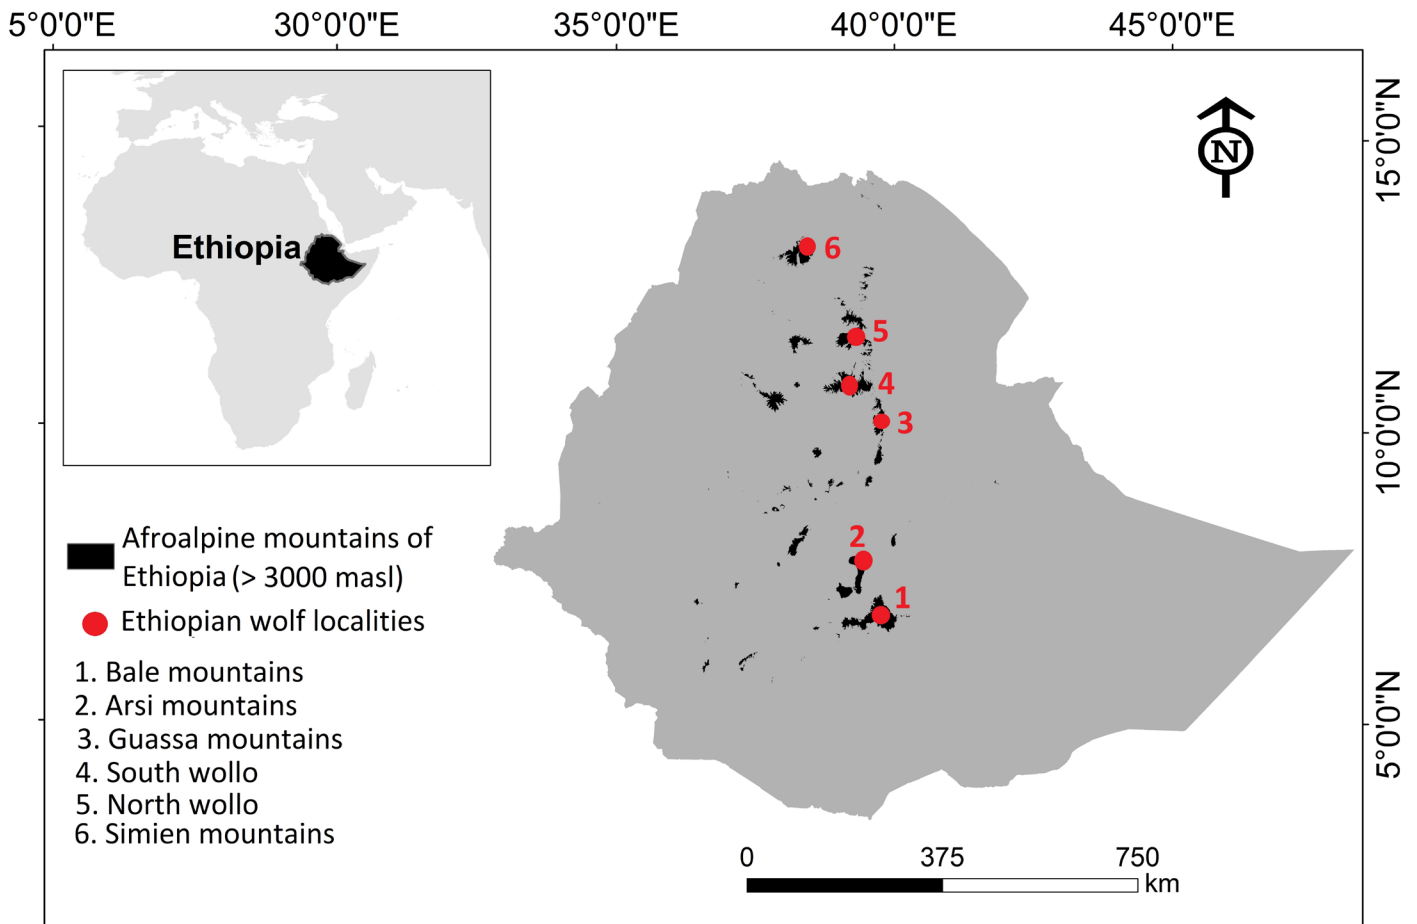 5°0'0"E 30°0'0"E 35°0'0"E 40°0'0"E 45°0'0"E
15°0'0"N
N
Ethiopia
6
5
4
3
10°0'0"N
2
1
Afroalpine mountains of
Ethiopia (> 3000 masl)
Ethiopian wolf localities
1. Bale mountains
2. Arsi mountains
3. Guassa mountains
4. South wollo
5. North wollo
6. Simien mountains
5°0'0"N
0 375 750
km